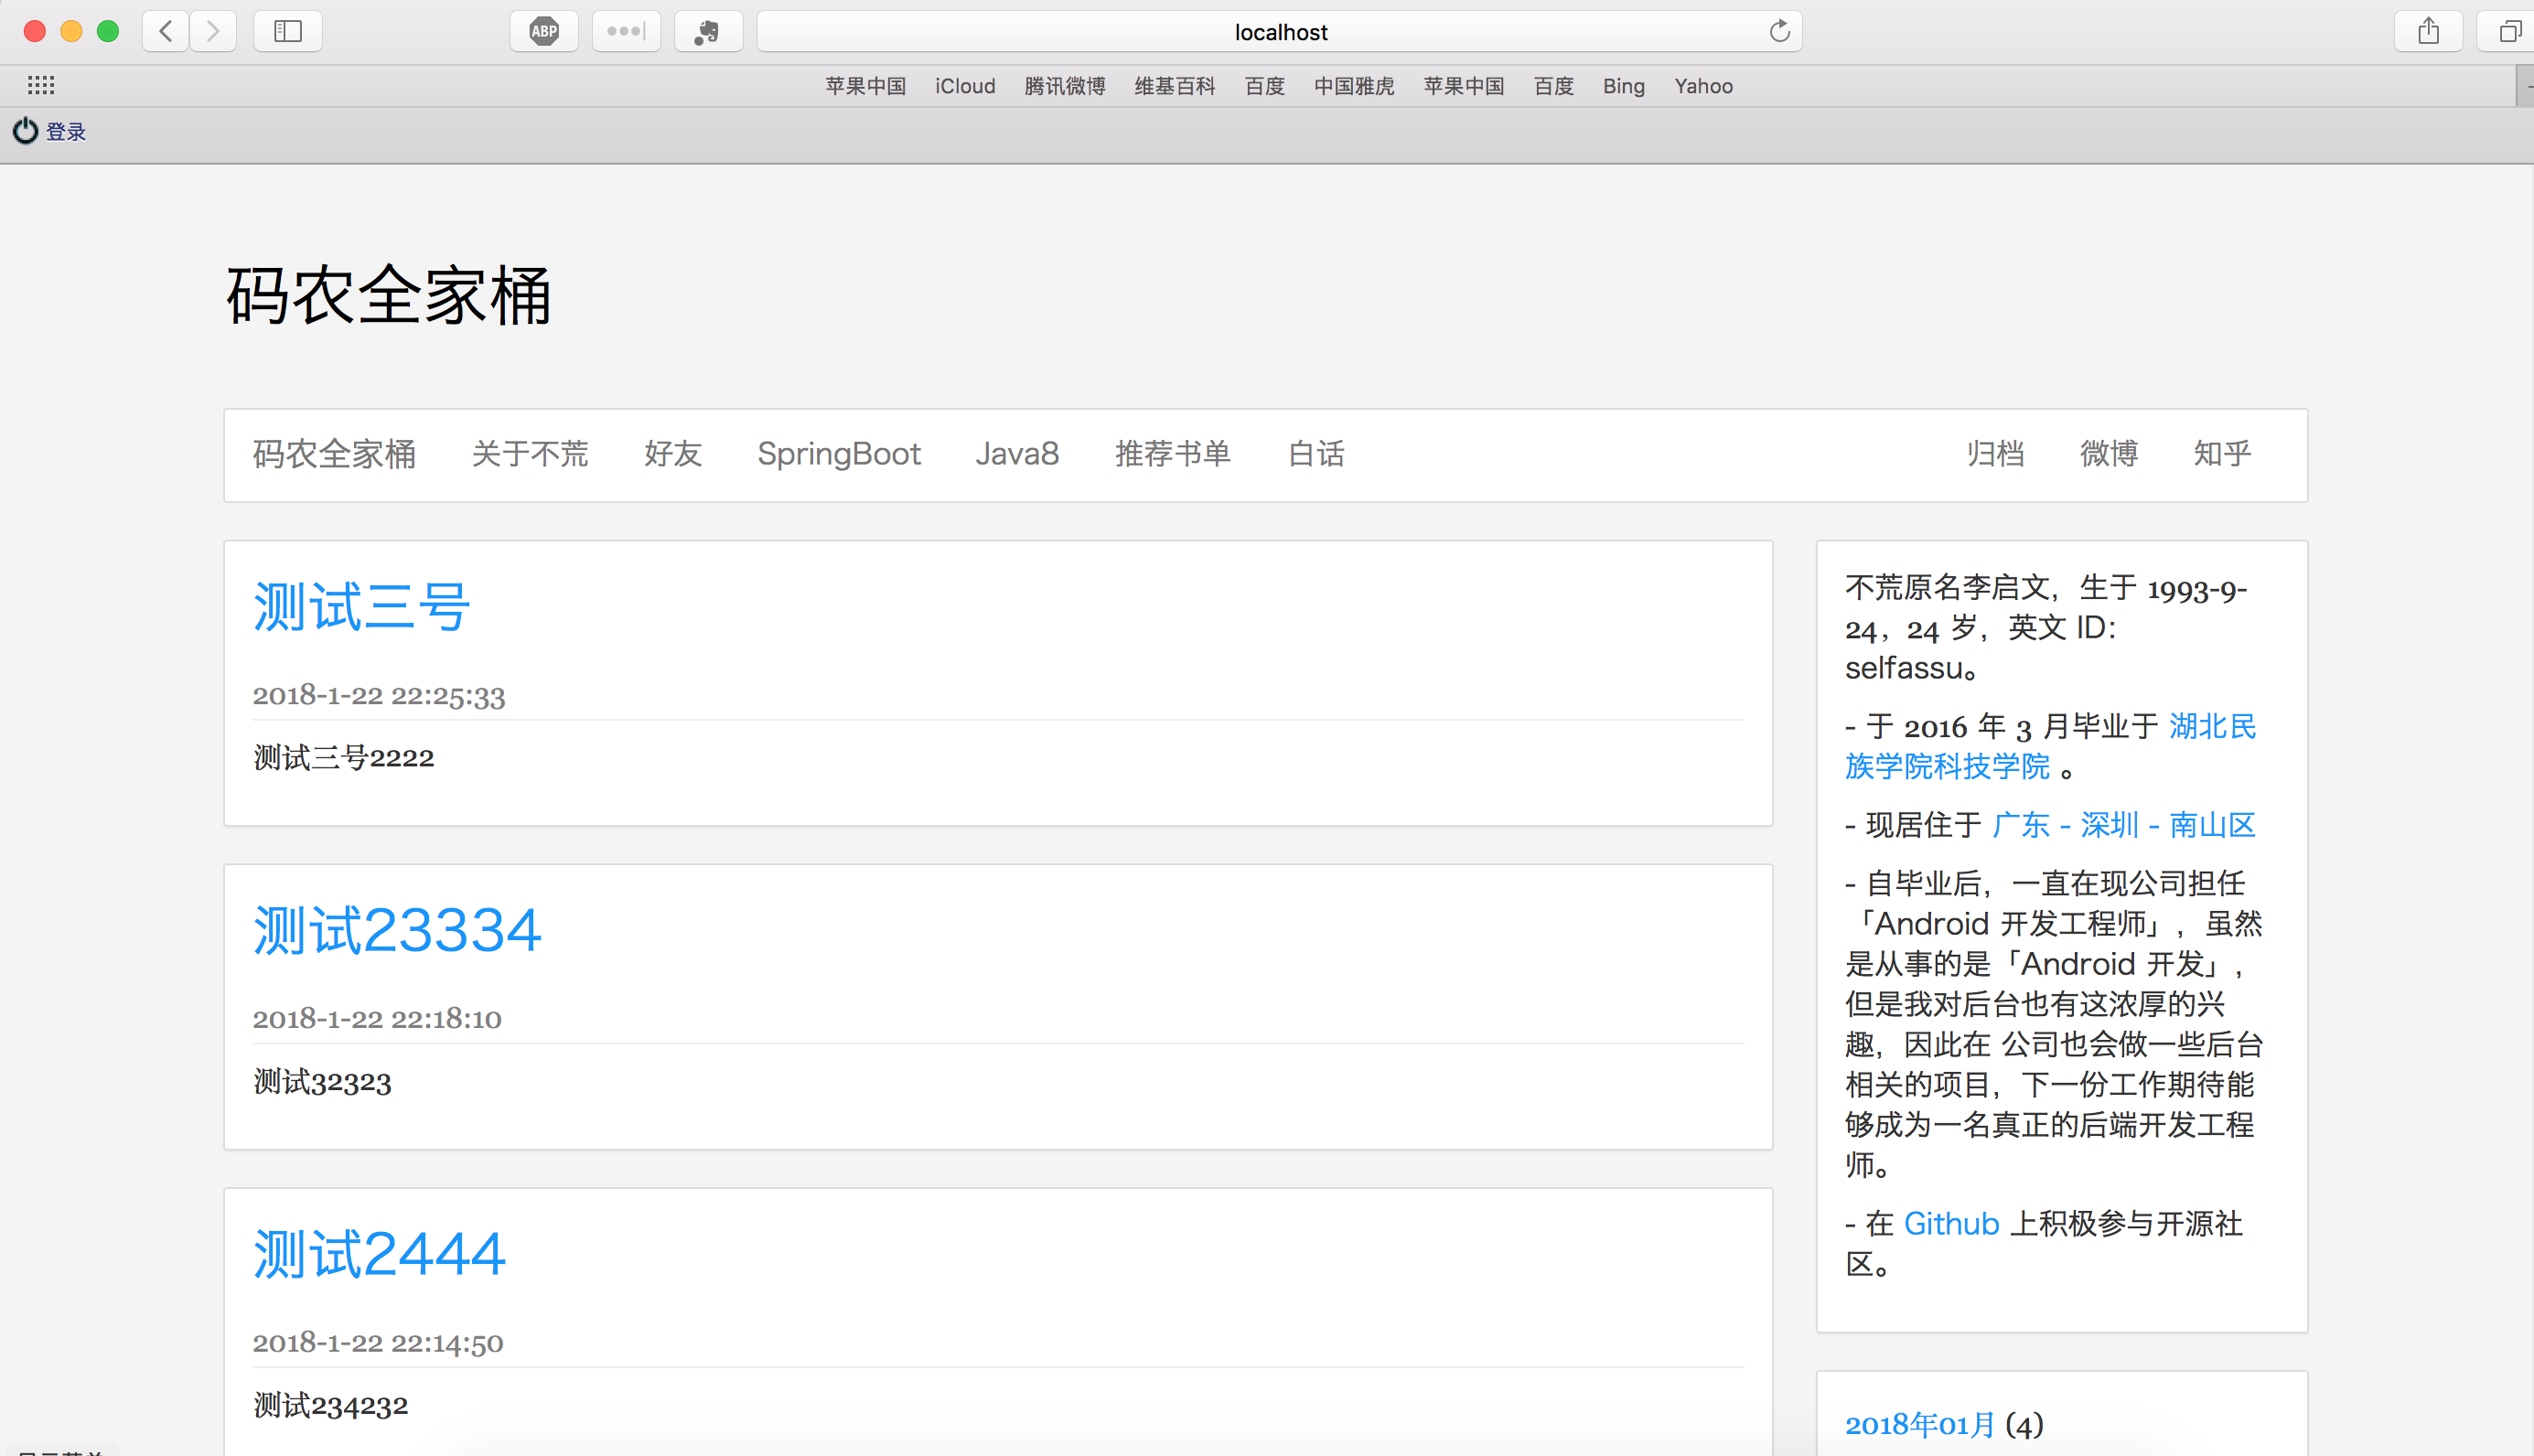 ABP
localhost
苹果中国 iCloud 腾讯微博 维基百科 百度 中国雅虎 苹果中国 百度 Bing Yahoo
登录
码农全家桶
码农全家桶 关于不荒 好友 SpringBoot Java8 推荐书单 白话 归档 微博 知乎
测试三号
2018-1-22 22:25:33
测试三号2222
测试23334
2018-1-22 22:18:10
测试32323
测试2444
2018-1-22 22:14:50
测试234232
不荒原名李启文，生于 1993-9-
24，24 岁，英文 ID：
selfassu。
- 于 2016 年 3 月毕业于 湖北民
族学院科技学院 。
- 现居住于 广东 - 深圳 - 南山区
- 自毕业后，一直在现公司担任
「Android 开发工程师」，虽然
是从事的是「Android 开发」，
但是我对后台也有这浓厚的兴
趣，因此在 公司也会做一些后台
相关的项目，下一份工作期待能
够成为一名真正的后端开发工程
师。
- 在 Github 上积极参与开源社
区。
2018年01月 (4)